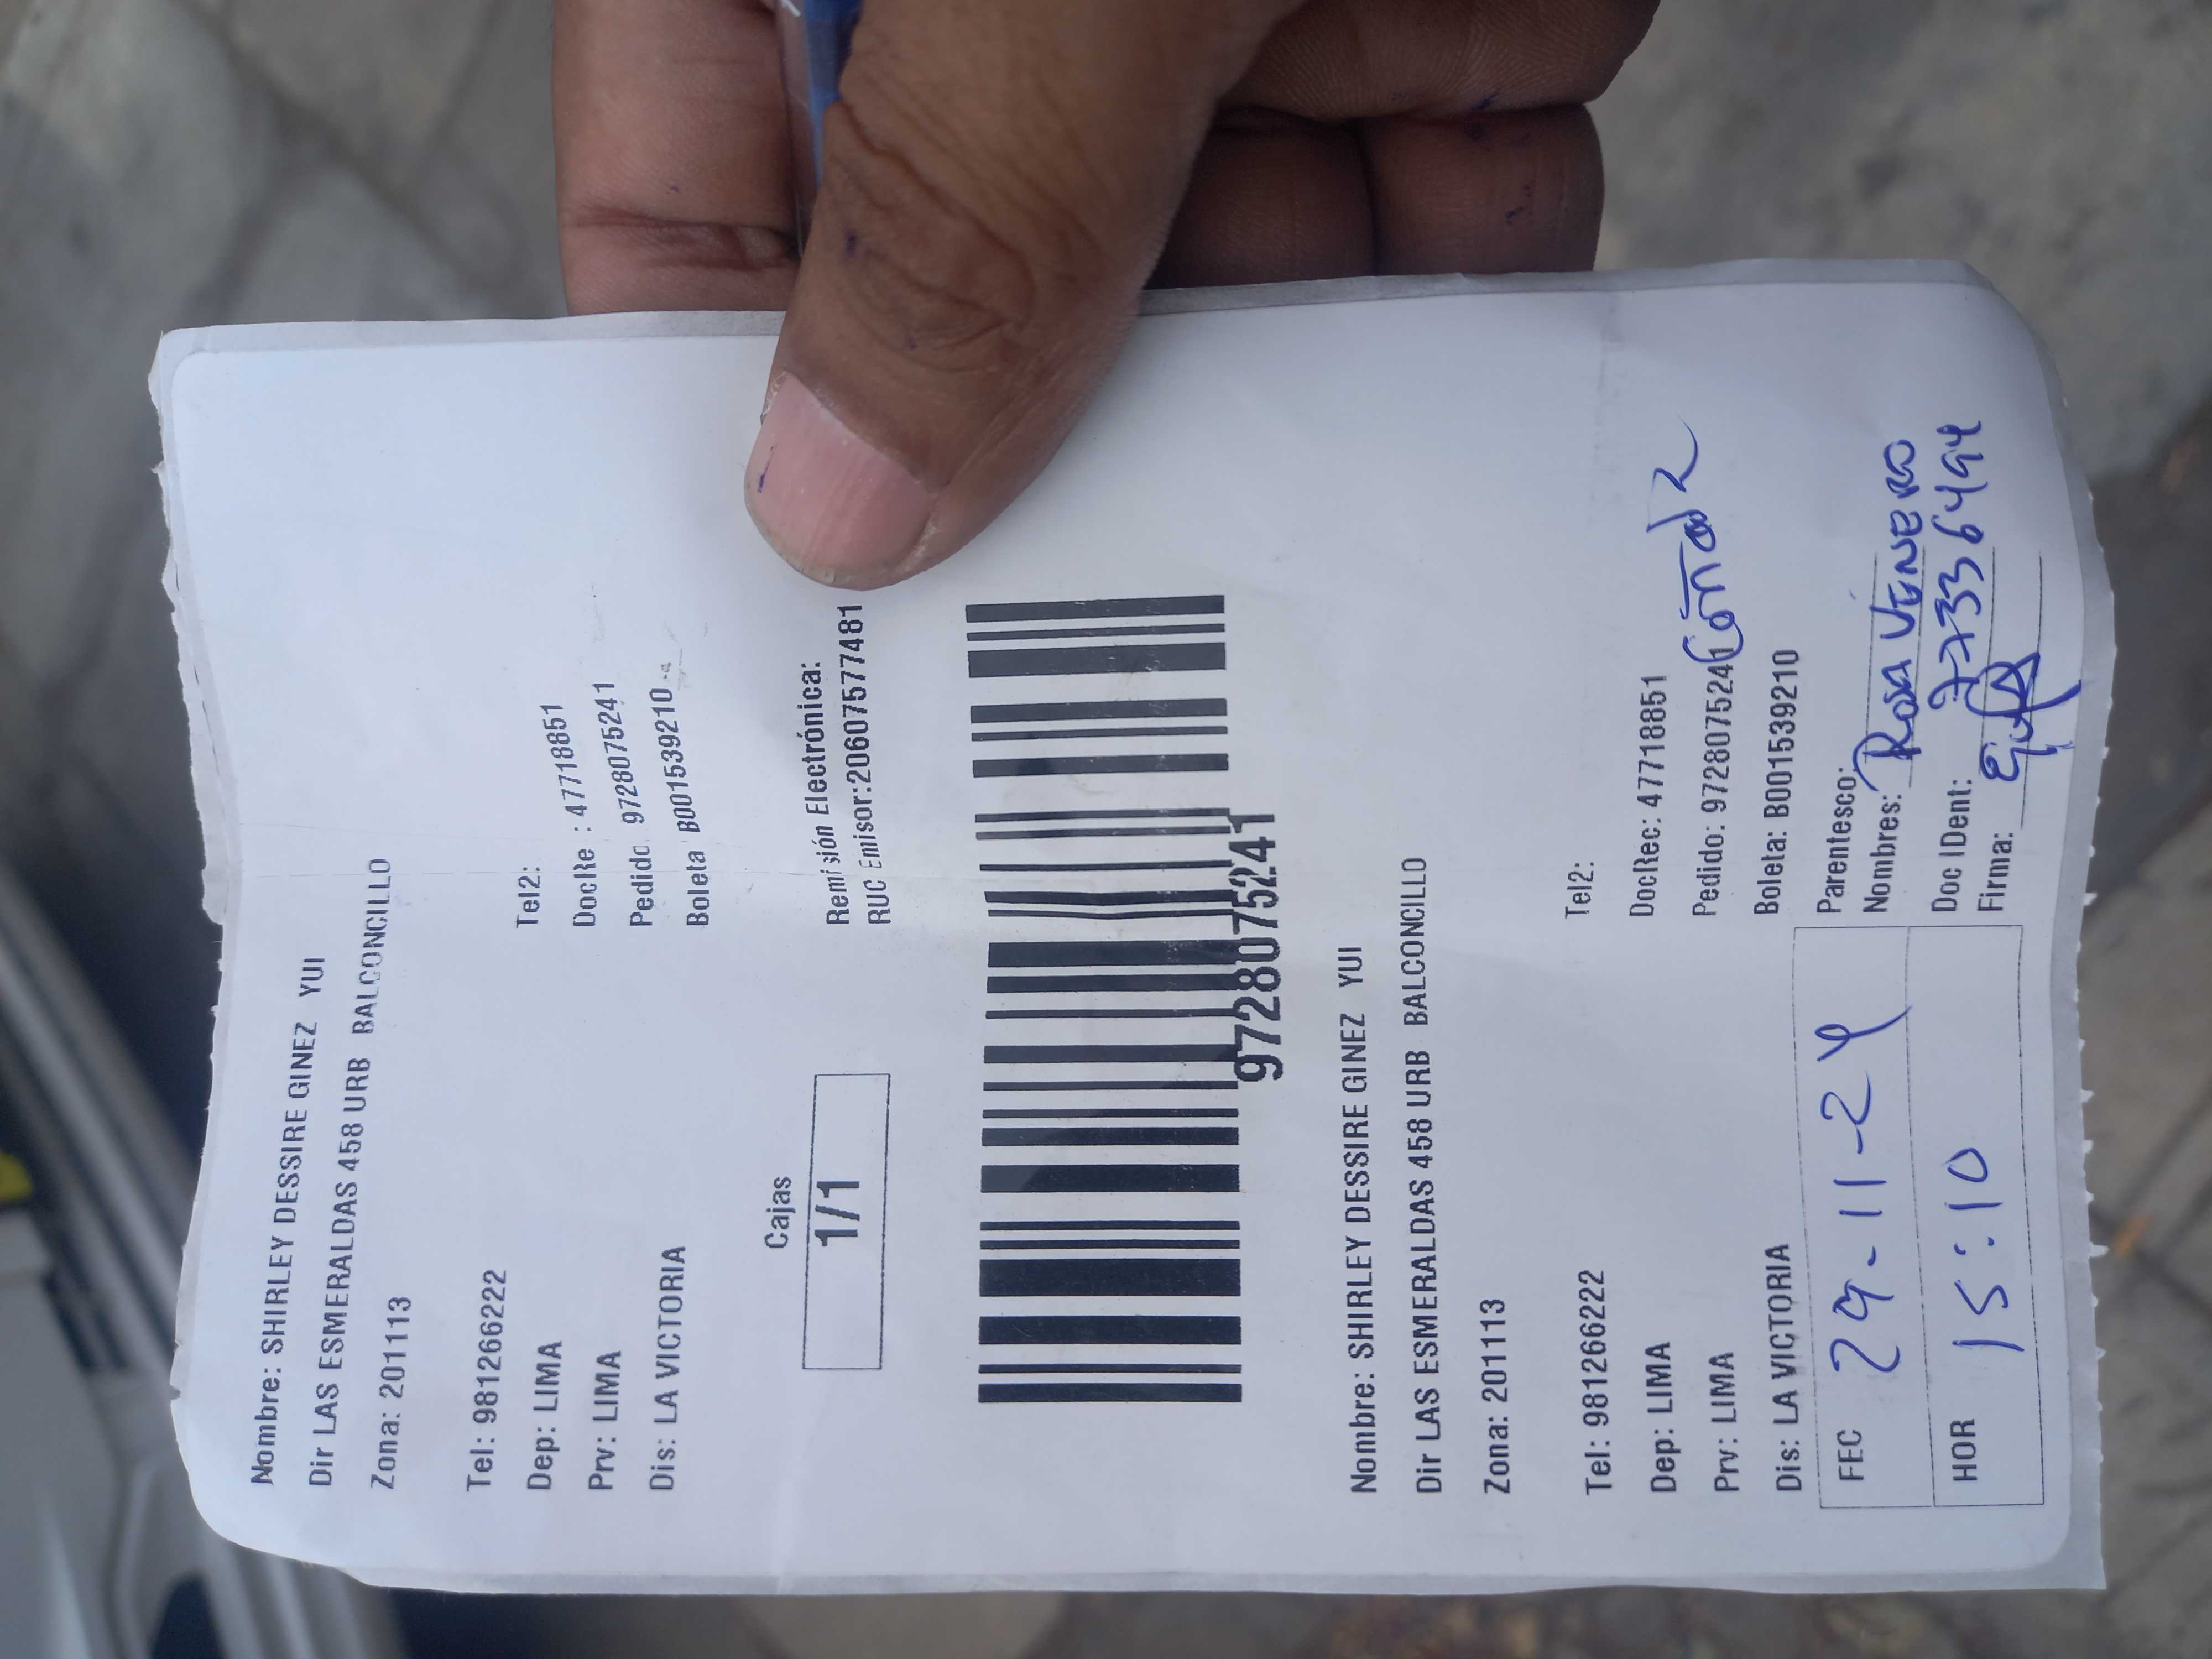 Nombre: SHIRLEY DESSIRE GINEZ YUI
Dir LAS ESMERALDAS 458 URB BALCONCILLO
Zona: 201113
Tel: 981266222 Tel2:
Dep: LIMA DocRe : 47718851
Prv: LIMA Pedido 9728075241
Dis: LA VICTORIA Boleta B001539210
Cajas
1/1
Remisión Electrónica:
RUC Emisor:20607577481
9728075241
Nombre: SHIRLEY DESSIRE GINEZ YUI
Dir LAS ESMERALDAS 458 URB BALCONCILLO
Zona: 201113
Tel: 981266222 Tel2:
Dep: LIMA DocRec: 47718851
Prv: LIMA Pedido: 9728075241
Dis: LA VICTORIA Boleta: B001539210
FEC 29-11-24
HOR 15:10
Parentesco:
Nombres: ROSA VENERO
Doc IDent: 77336494
Firma: